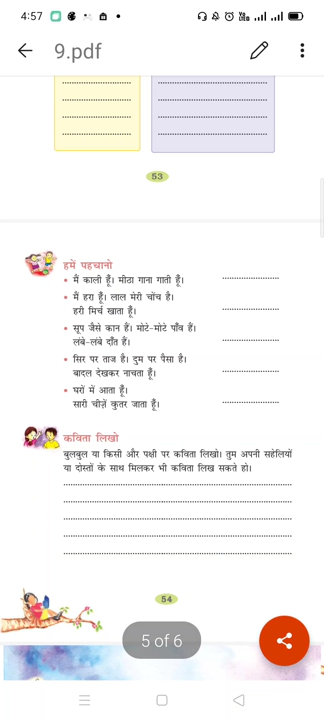 4:57
9.pdf
53
हमें पहचानो
• मैं काली हूँ। मीठा गाना गाती हूँ।
• मैं हरा हूँ। लाल मेरी चोंच है।
हरी मिर्च खाता हूँ।
• सूप जैसे कान हैं। मोटे-मोटे पाँव हैं।
लंबे-लंबे दाँत हैं।
• सिर पर ताज है। दुम पर पैसा है।
बादल देखकर नाचता हूँ।
• घरों में आता हूँ।
सारी चीज़ें कुतर जाता हूँ।
कविता लिखो
बुलबुल या किसी और पक्षी पर कविता लिखो। तुम अपनी सहेलियों
या दोस्तों के साथ मिलकर भी कविता लिख सकते हो।
54
5 of 6